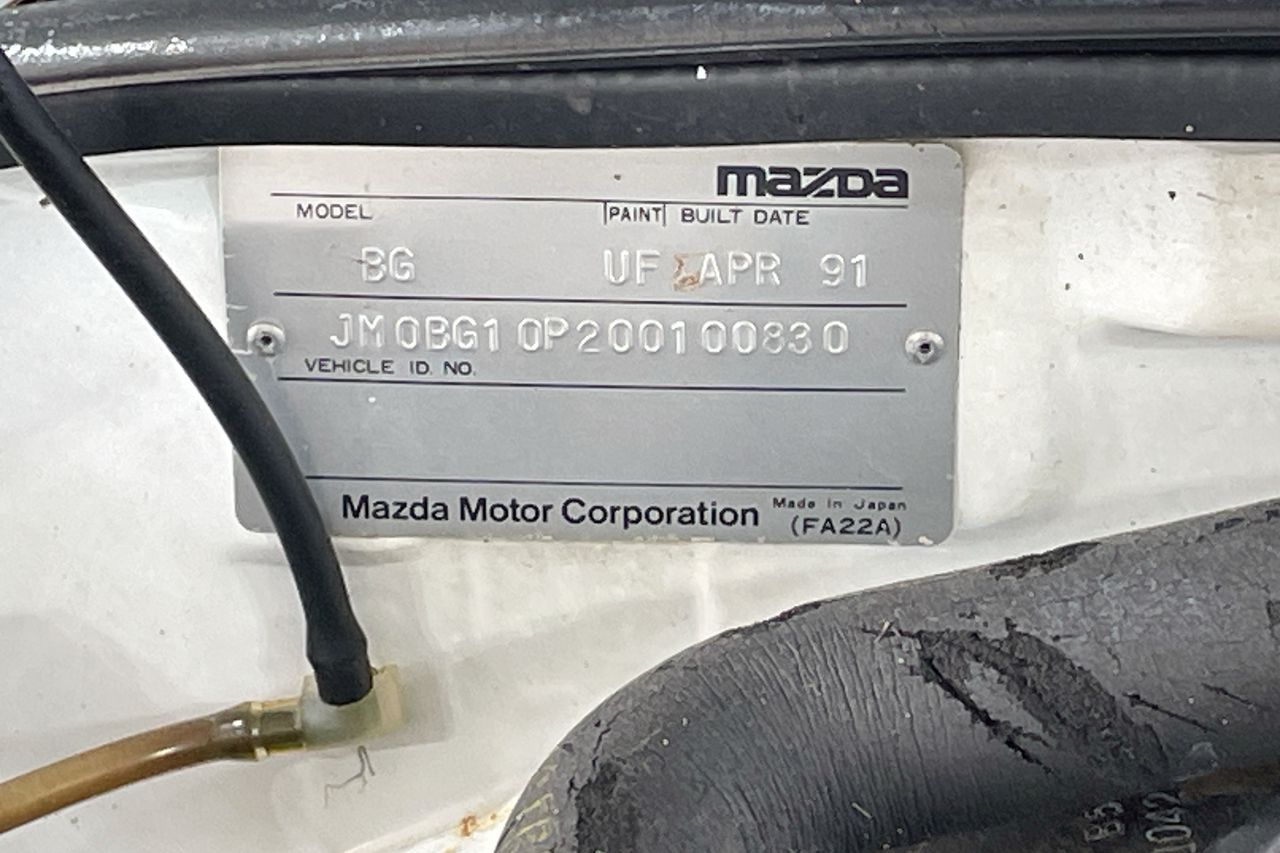 mazda
MODEL PAINT BUILT DATE
BG UF APR 91
JM0BG10P200100830
VEHICLE ID. NO.
Mazda Motor Corporation Made in Japan
(FA22A)
B5